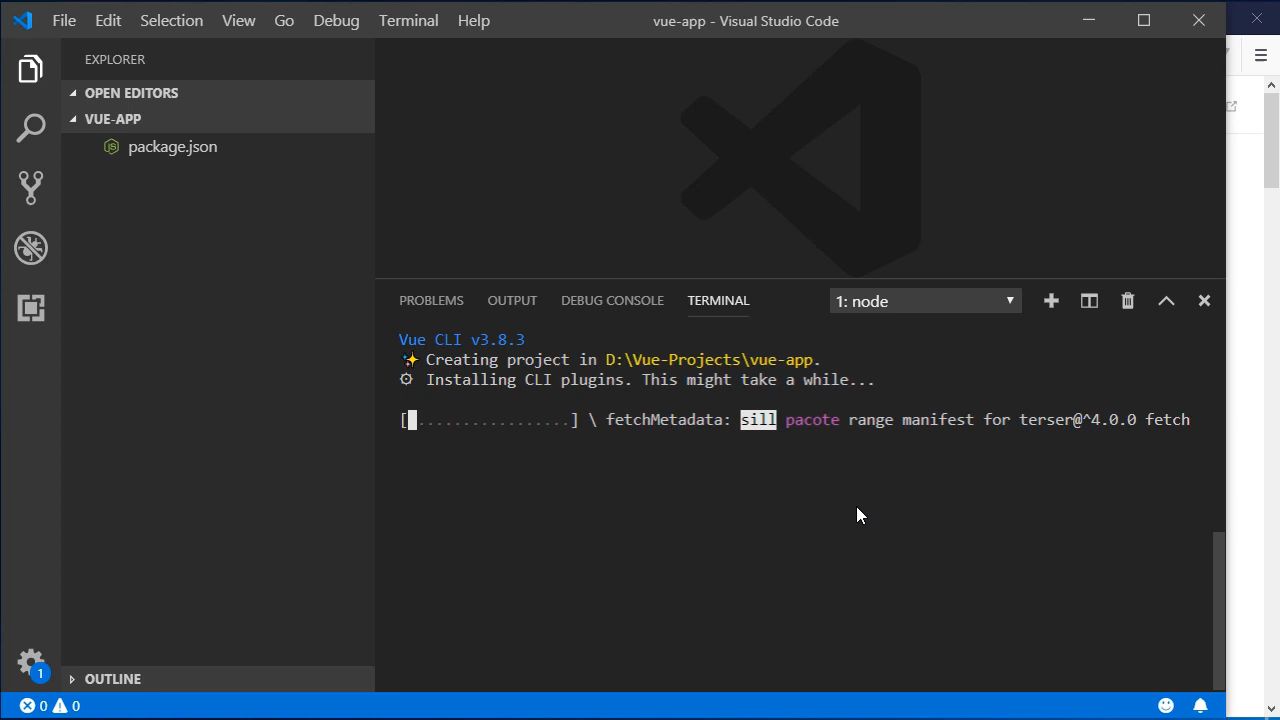 File Edit Selection View Go Debug Terminal Help
vue-app - Visual Studio Code
EXPLORER
OPEN EDITORS
VUE-APP
package.json
OUTLINE
PROBLEMS OUTPUT DEBUG CONSOLE TERMINAL
1: node
Vue CLI v3.8.3
✨ Creating project in D:\Vue-Projects\vue-app.
⚙ Installing CLI plugins. This might take a while...
[ .................] \ fetchMetadata: sill pacote range manifest for terser@^4.0.0 fetch
1
0 0